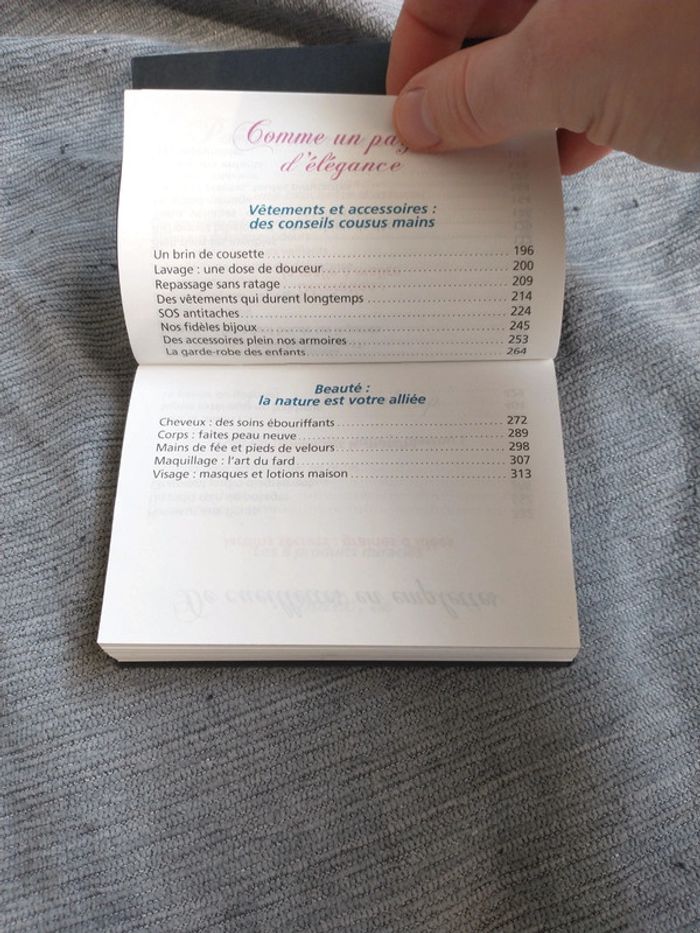 Comme un
d'élégance
Vêtements et accessoires :
des conseils cousus mains
Un brin de cousette 196
Lavage : une dose de douceur 200
Repassage sans ratage 209
Des vêtements qui durent longtemps 214
SOS antitaches 224
Nos fidèles bijoux 245
Des accessoires plein nos armoires 253
La garde-robe des enfants 264
Beauté :
la nature est votre alliée
Cheveux : des soins ébouriffants 272
Corps : faites peau neuve 289
Mains de fée et pieds de velours 298
Maquillage : l'art du fard 307
Visage : masques et lotions maison 313